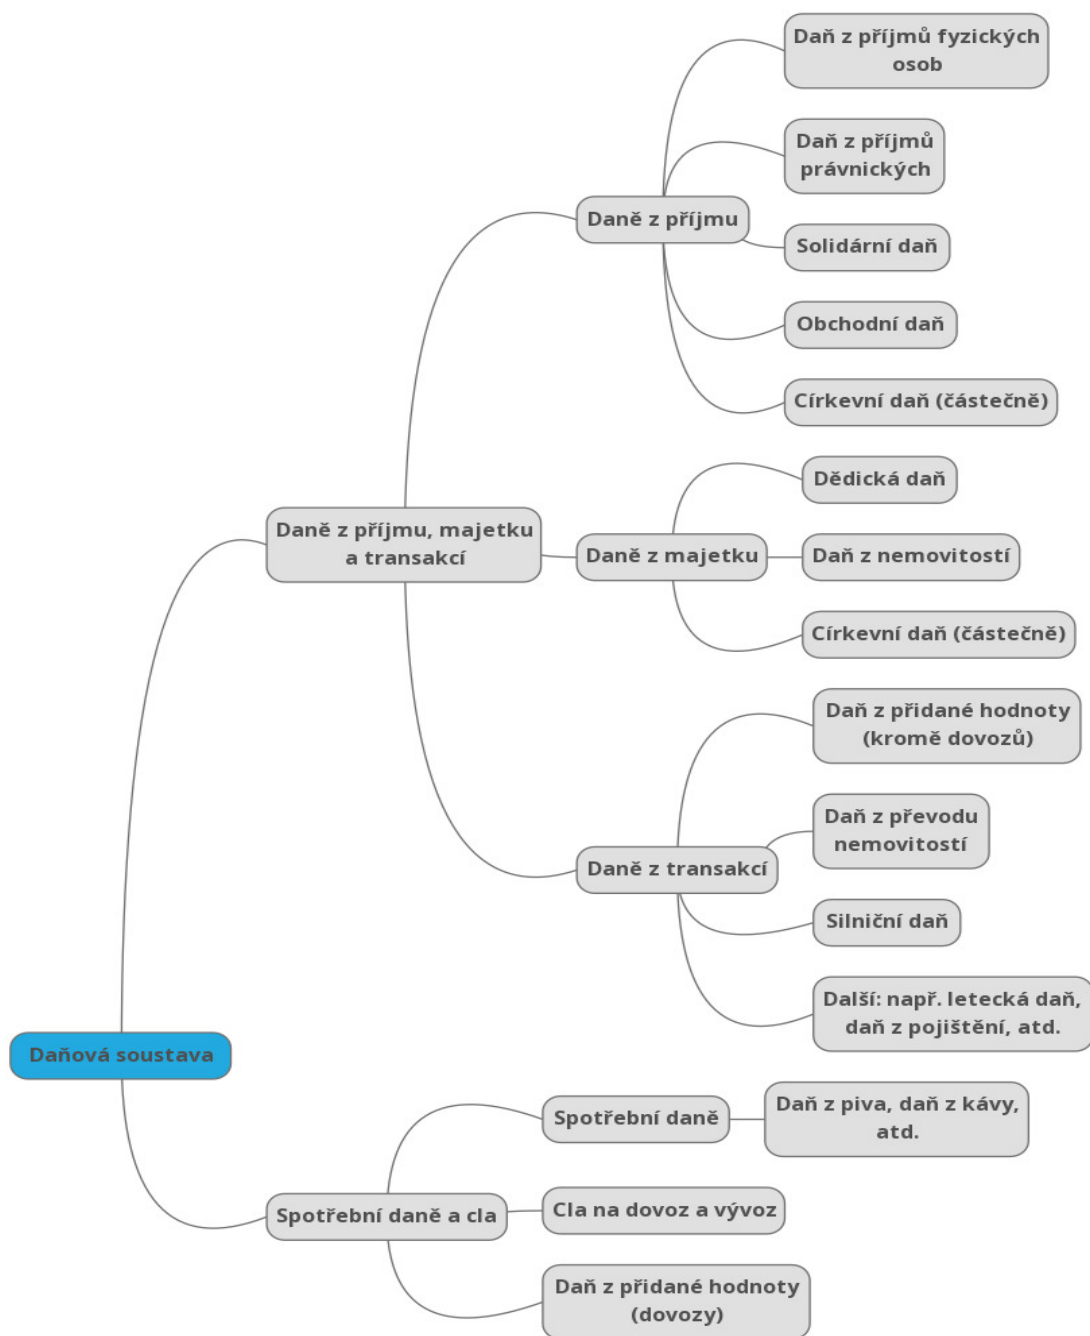 Daň z příjmů fyzických
osob
Daň z příjmů
právnických
Daně z příjmu
Solidární daň
Obchodní daň
Církevní daň (částečně)
Dědická daň
Daně z příjmu, majetku
a transakcí
Daně z majetku
Daň z nemovitostí
Církevní daň (částečně)
Daň z přidané hodnoty
(kromě dovozů)
Daň z převodu
nemovitostí
Daně z transakcí
Silniční daň
Další: např. letecká daň,
daň z pojištění, atd.
Daňová soustava
Spotřební daně
Daň z piva, daň z kávy,
atd.
Spotřební daně a cla
Cla na dovoz a vývoz
Daň z přidané hodnoty
(dovozy)